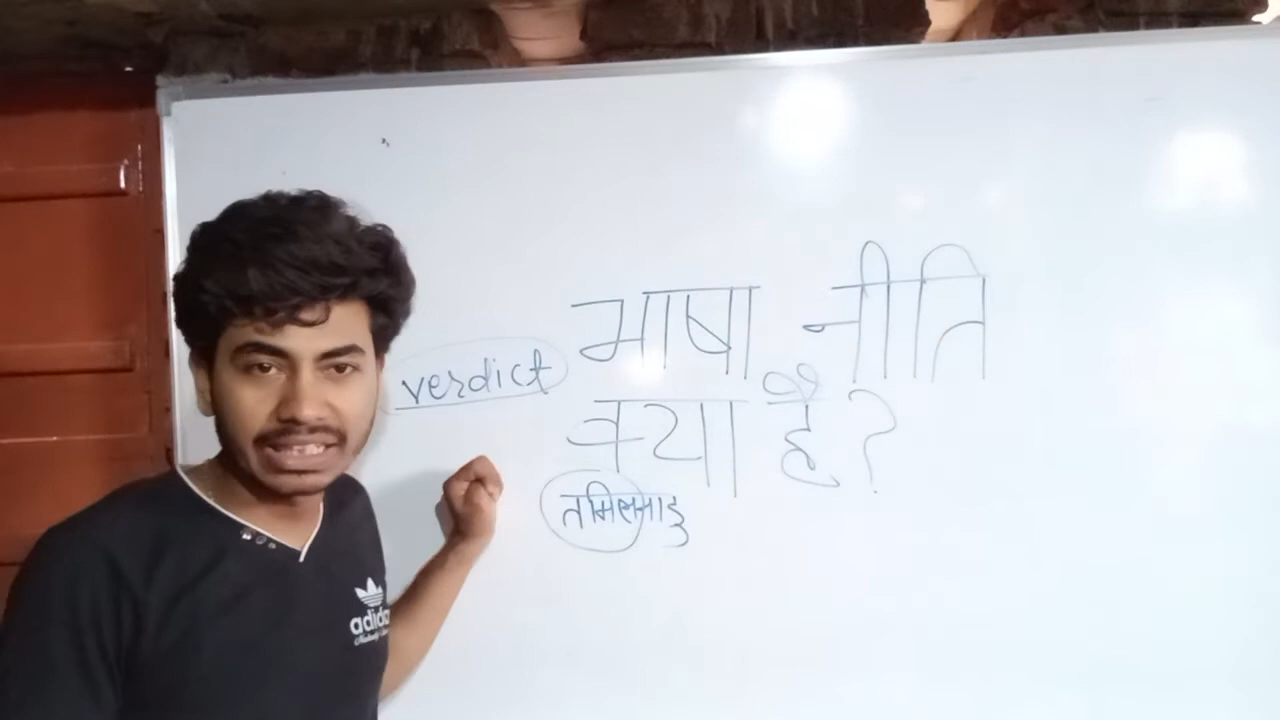 भाषा नीति
verdict
क्या है?
तमिलनाडु
adidas